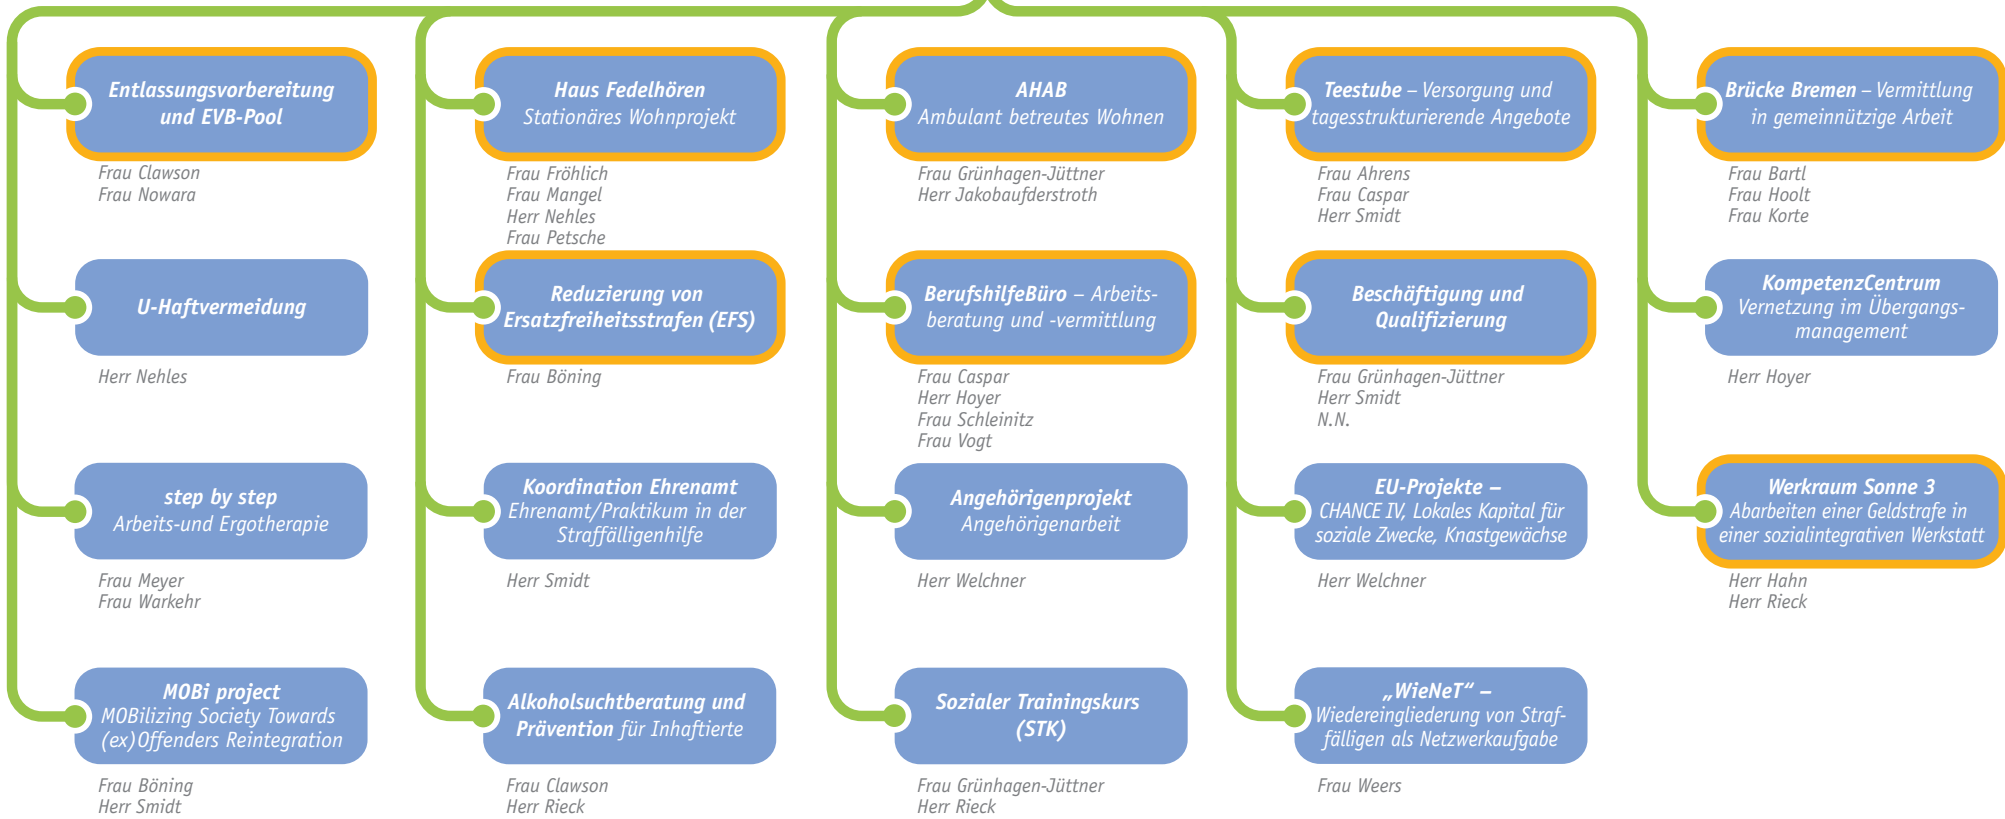 Entlassungsvorbereitung
und EVB-Pool
Frau Clawson
Frau Nowara
U-Haftvermeidung
Herr Nehles
step by step
Arbeits-und Ergotherapie
Frau Meyer
Frau Warkehr
MOBi project
MOBilizing Society Towards
(ex)Offenders Reintegration
Frau Böning
Herr Smidt
Haus Fedelhören
Stationäres Wohnprojekt
Frau Fröhlich
Frau Mangel
Herr Nehles
Frau Petsche
Reduzierung von
Ersatzfreiheitsstrafen (EFS)
Frau Böning
Koordination Ehrenamt
Ehrenamt/Praktikum in der
Straffälligenhilfe
Herr Smidt
Alkoholsuchtberatung und
Prävention für Inhaftierte
Frau Clawson
Herr Rieck
AHAB
Ambulant betreutes Wohnen
Frau Grünhagen-Jüttner
Herr Jakobaufderstroth
BerufshilfeBüro – Arbeits-
beratung und -vermittlung
Frau Caspar
Herr Hoyer
Frau Schleinitz
Frau Vogt
Angehörigenprojekt
Angehörigenarbeit
Herr Welchner
Sozialer Trainingskurs
(STK)
Frau Grünhagen-Jüttner
Herr Rieck
Teestube – Versorgung und
tagesstrukturierende Angebote
Frau Ahrens
Frau Caspar
Herr Smidt
Beschäftigung und
Qualifizierung
Frau Grünhagen-Jüttner
Herr Smidt
N.N.
EU-Projekte –
CHANCE IV, Lokales Kapital für
soziale Zwecke, Knastgewächse
Herr Welchner
„WieNeT“ –
Wiedereingliederung von Straf-
fälligen als Netzwerkaufgabe
Frau Weers
Brücke Bremen – Vermittlung
in gemeinnützige Arbeit
Frau Bartl
Frau Hoolt
Frau Korte
KompetenzCentrum
Vernetzung im Übergangs-
management
Herr Hoyer
Werkraum Sonne 3
Abarbeiten einer Geldstrafe in
einer sozialintegrativen Werkstatt
Herr Hahn
Herr Rieck